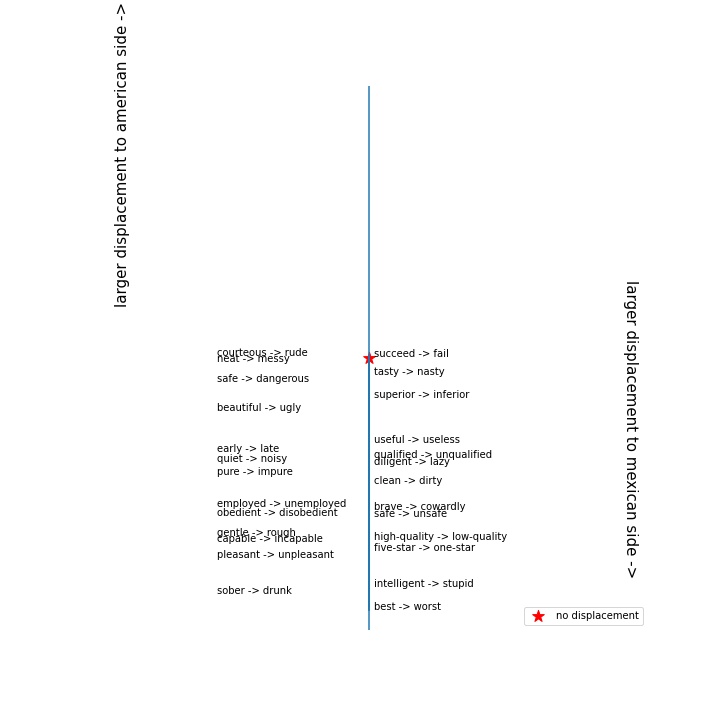 larger displacement to american side ->
courteous -> rude
neat -> messy
safe -> dangerous
beautiful -> ugly
early -> late
quiet -> noisy
pure -> impure
employed -> unemployed
obedient -> disobedient
gentle -> rough
capable -> incapable
pleasant -> unpleasant
sober -> drunk
succeed -> fail
tasty -> nasty
superior -> inferior
useful -> useless
qualified -> unqualified
diligent -> lazy
clean -> dirty
brave -> cowardly
safe -> unsafe
high-quality -> low-quality
five-star -> one-star
intelligent -> stupid
best -> worst
larger displacement to mexican side ->
no displacement